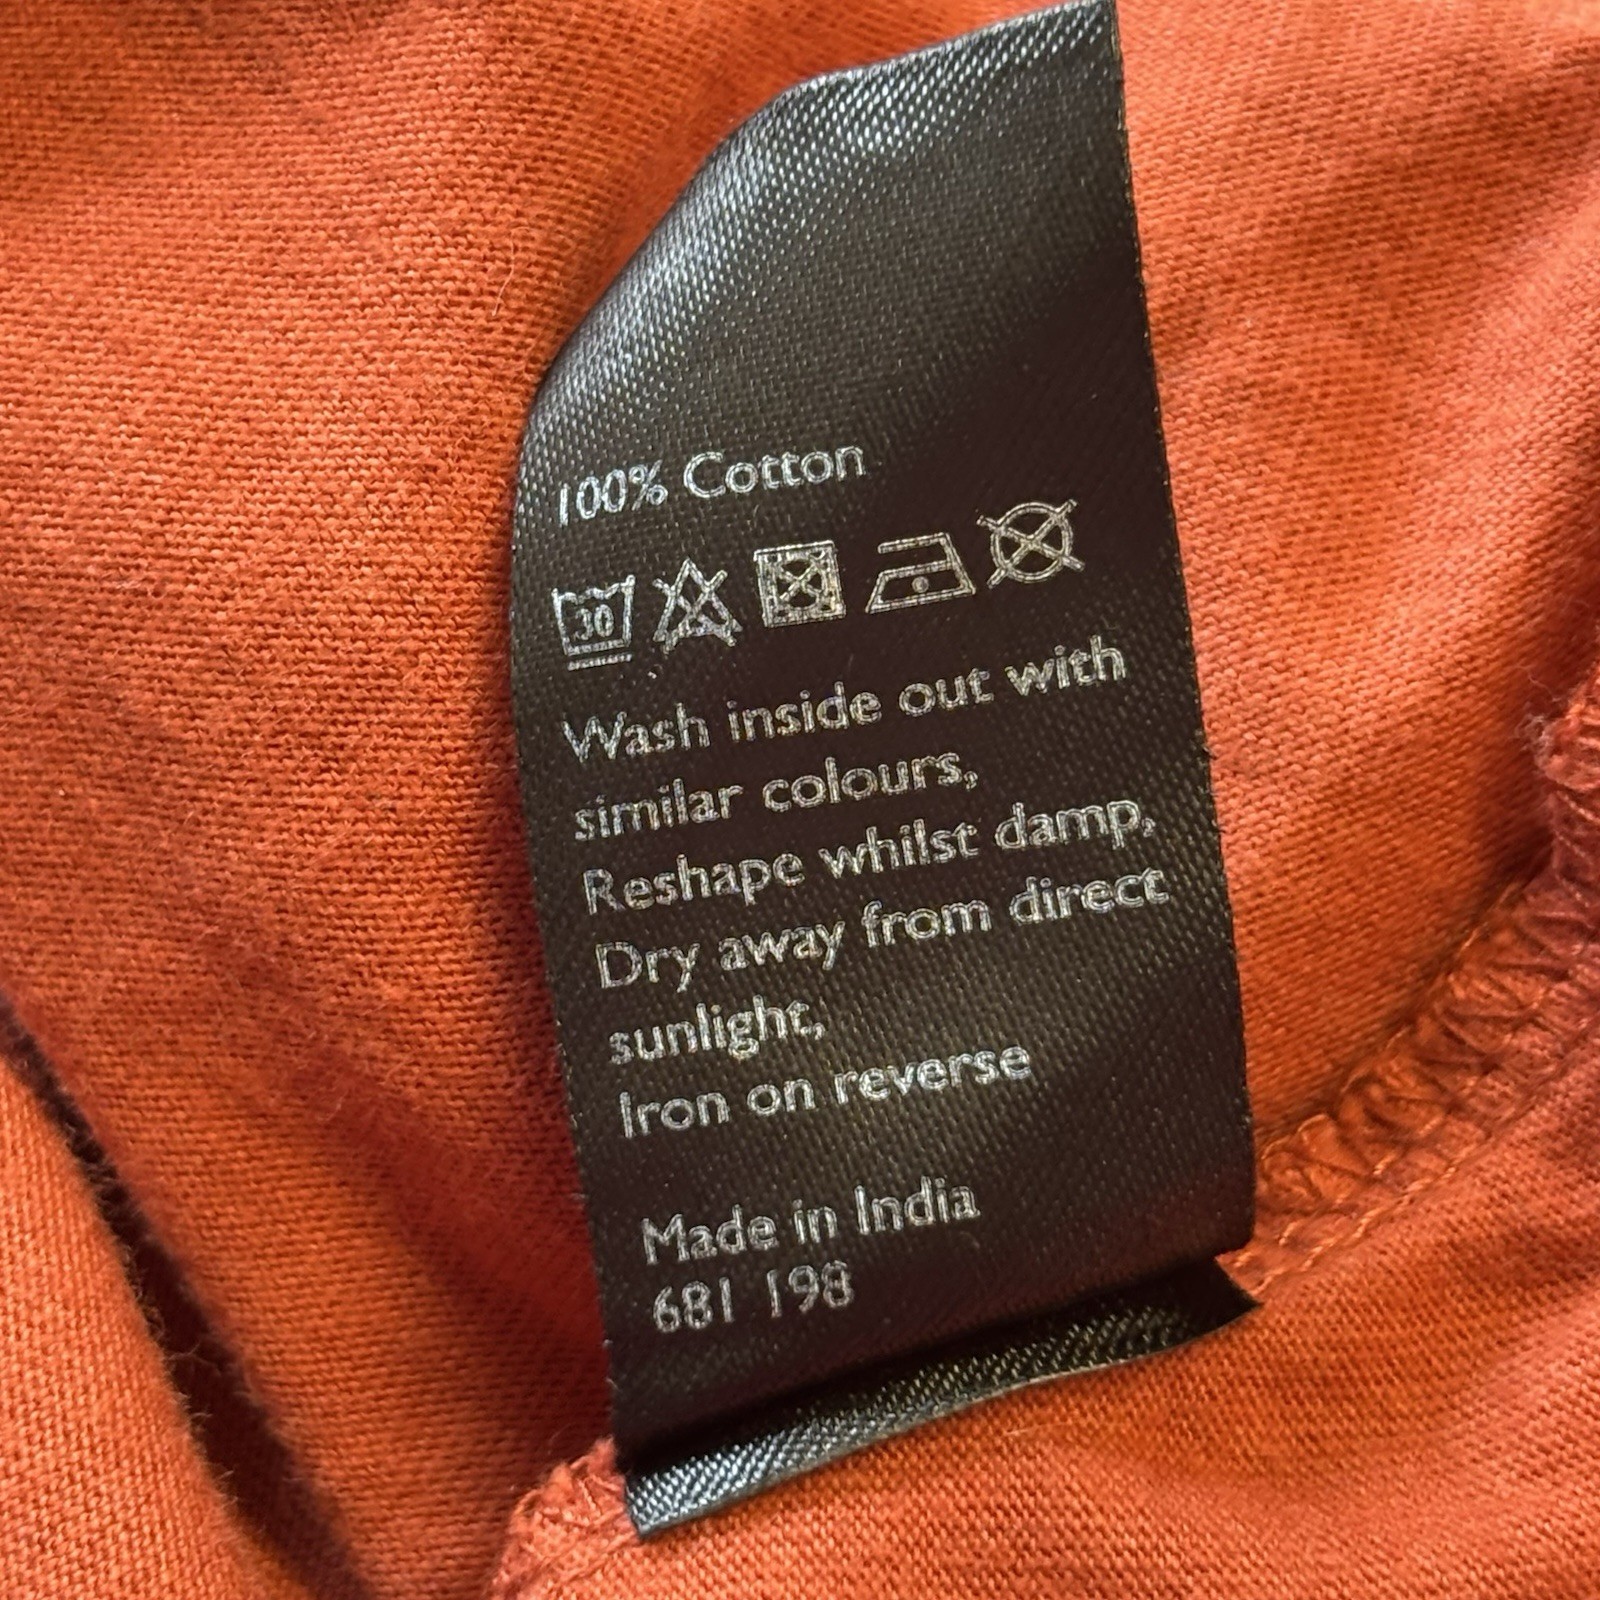 100% Cotton
30
Wash inside out with
similar colours,
Reshape whilst damp,
Dry away from direct
sunlight,
Iron on reverse
Made in India
681 198